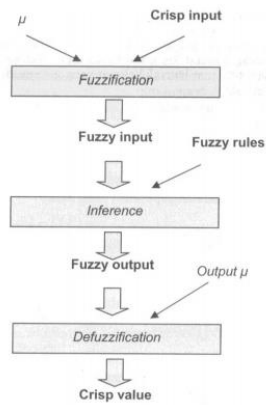 Crisp input
μ
Fuzzification
Fuzzy input
Fuzzy rules
Inference
Fuzzy output
Output μ
Defuzzification
Crisp value